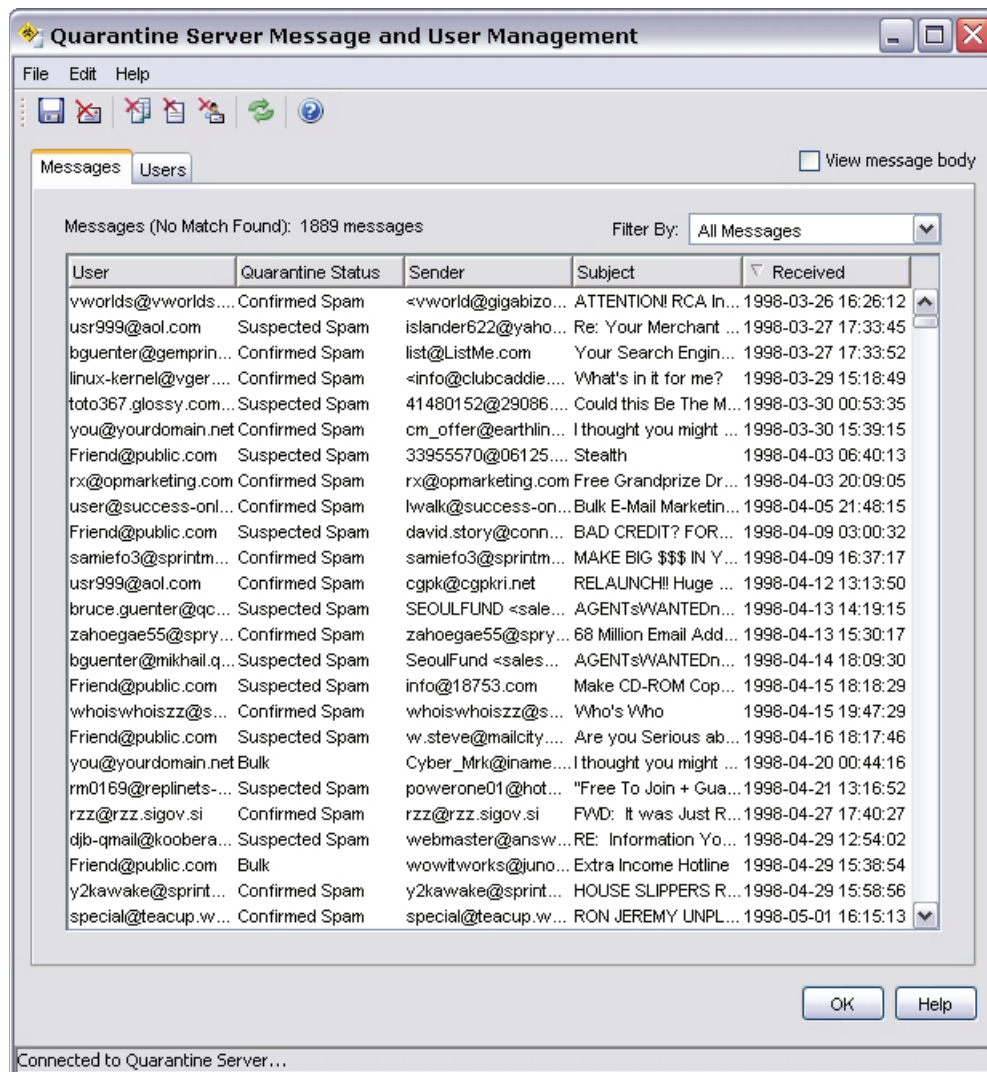 Quarantine Server Message and User Management
File Edit Help
Messages Users View message body
Messages (No Match Found): 1889 messages Filter By: All Messages
User Quarantine Status Sender Subject Received
vworlds@vworlds.... Confirmed Spam <vworld@gigabizo... ATTENTION! RCA In... 1998-03-26 16:26:12
usr999@aol.com Suspected Spam islander622@yaho... Re: Your Merchant ... 1998-03-27 17:33:45
bguenter@gemprin... Confirmed Spam list@ListMe.com Your Search Engin... 1998-03-27 17:33:52
linux-kernel@vger.... Confirmed Spam <info@clubcaddie.... What's in it for me? 1998-03-29 15:18:49
toto367.glossy.com... Suspected Spam 41480152@29086.... Could this Be The M... 1998-03-30 00:53:35
you@yourdomain.net Confirmed Spam cm_offer@earthlin... I thought you might ... 1998-03-30 15:39:15
Friend@public.com Suspected Spam 33955570@06125.... Stealth 1998-04-03 06:40:13
rx@opmarketing.com Confirmed Spam rx@opmarketing.com Free Grandprize Dr... 1998-04-03 20:09:05
user@success-onl... Confirmed Spam lwalk@success-on... Bulk E-Mail Marketin... 1998-04-05 21:48:15
Friend@public.com Suspected Spam david.story@conn... BAD CREDIT? FOR... 1998-04-09 03:00:32
samiefo3@sprintm... Confirmed Spam samiefo3@sprintm... MAKE BIG $$$ IN Y... 1998-04-09 16:37:17
usr999@aol.com Confirmed Spam cgpk@cgpkri.net RELAUNCH!! Huge ... 1998-04-12 13:13:50
bruce.guenter@qc... Suspected Spam SEOULFUND <sale... AGENTsWANTEDn... 1998-04-13 14:19:15
zahoegae55@spry... Confirmed Spam zahoegae55@spry... 68 Million Email Add... 1998-04-13 15:30:17
bguenter@mikhail.q... Suspected Spam SeoulFund <sales... AGENTsWANTEDn... 1998-04-14 18:09:30
Friend@public.com Suspected Spam info@18753.com Make CD-ROM Cop... 1998-04-15 18:18:29
whoiswhoiszz@s... Confirmed Spam whoiswhoiszz@s... Who's Who 1998-04-15 19:47:29
Friend@public.com Suspected Spam w.steve@mailcity.... Are you Serious ab... 1998-04-16 18:17:46
you@yourdomain.net Bulk Cyber_Mrk@iname.... I thought you might ... 1998-04-20 00:44:16
rm0169@replinets-... Suspected Spam powerone01@hot... "Free To Join + Gua... 1998-04-21 13:16:52
rzz@rzz.sigov.si Confirmed Spam rzz@rzz.sigov.si FWD: It was Just R... 1998-04-27 17:40:27
djb-qmail@koobera... Suspected Spam webmaster@answ... RE: Information Yo... 1998-04-29 12:54:02
Friend@public.com Bulk wowitworks@juno... Extra Income Hotline 1998-04-29 15:38:54
y2kawake@sprint... Confirmed Spam y2kawake@sprint... HOUSE SLIPPERS R... 1998-04-29 15:58:56
special@teacup.w... Confirmed Spam special@teacup.w... RON JEREMY UNPL... 1998-05-01 16:15:13
OK Help
Connected to Quarantine Server...